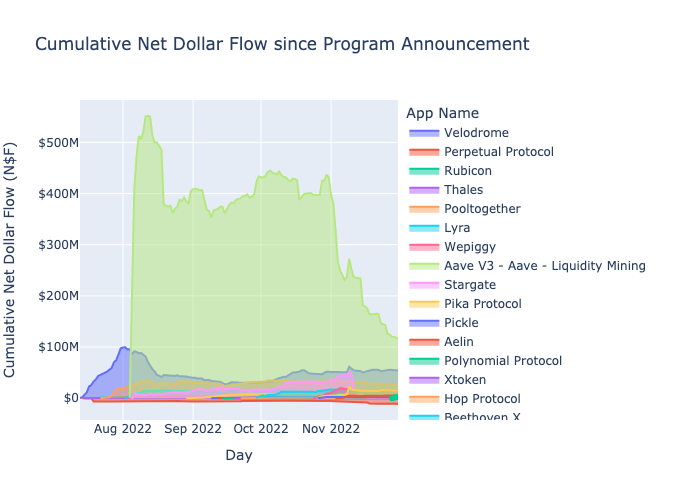 Cumulative Net Dollar Flow since Program Announcement
Cumulative Net Dollar Flow (N$F)
$500M
$400M
$300M
$200M
$100M
$0
Aug 2022
Sep 2022
Oct 2022
Nov 2022
Day
App Name
Velodrome
Perpetual Protocol
Rubicon
Thales
Pooltogether
Lyra
Wepiggy
Aave V3 - Aave - Liquidity Mining
Stargate
Pika Protocol
Pickle
Aelin
Polynomial Protocol
Xtoken
Hop Protocol
Beethoven X